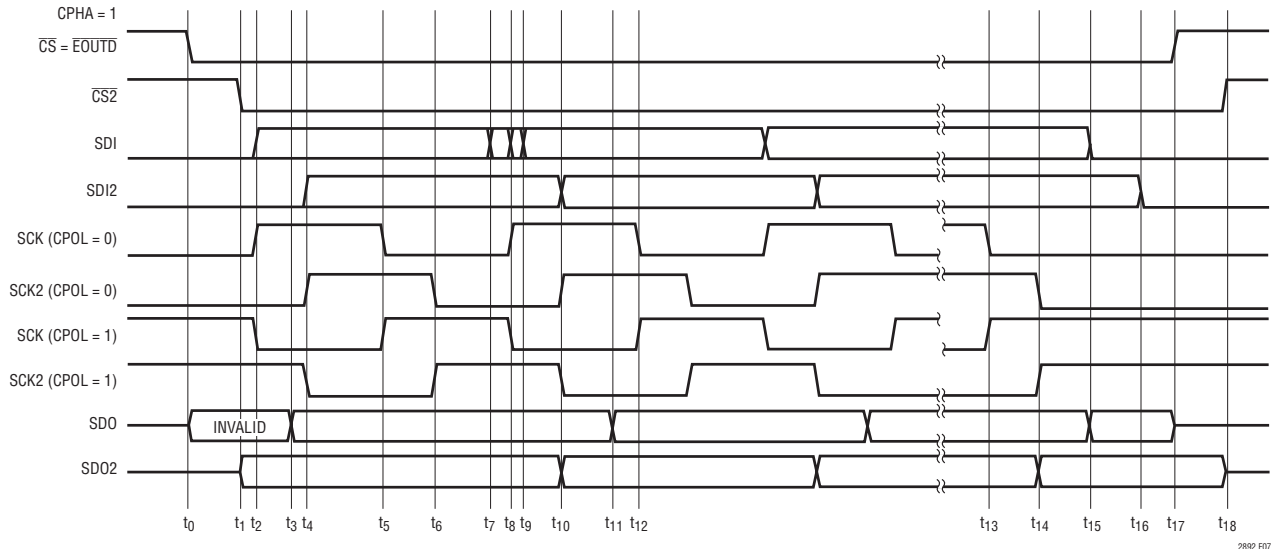 CPHA = 1
CS = EOUTD
CS2
SDI
SDI2
SCK (CPOL = 0)
SCK2 (CPOL = 0)
SCK (CPOL = 1)
SCK2 (CPOL = 1)
SDO
INVALID
SDO2
t0 t1 t2 t3 t4 t5 t6 t7 t8 t9 t10 t11 t12 t13 t14 t15 t16 t17 t18
2892 F07